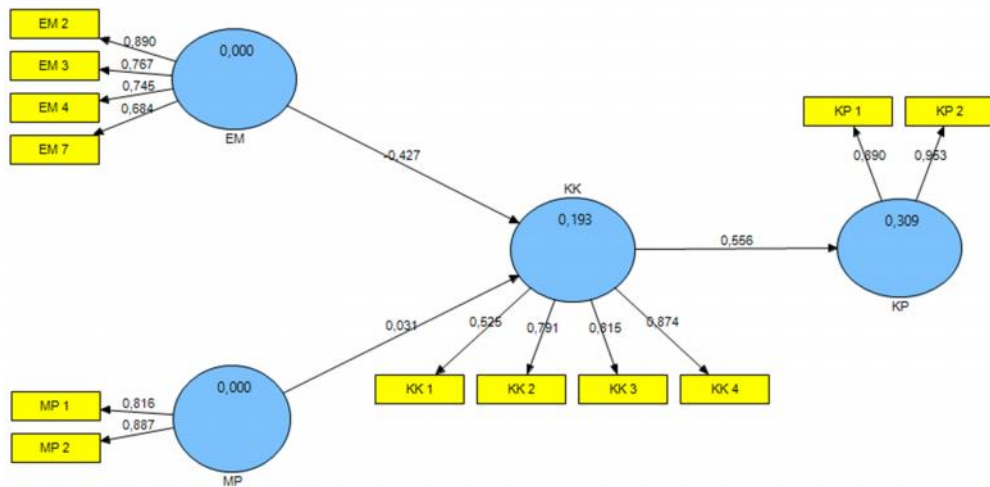 EM 2
0,890
EM 3
0,767
EM 4
0,745
EM 7
0,684
0,000
EM
-0,427
KP 1
KP 2
0,890
0,953
KK
0,193
0,556
0,309
KP
0,031
0,525
0,791
0,815
0,874
KK 1
KK 2
KK 3
KK 4
MP 1
0,816
MP 2
0,887
0,000
MP